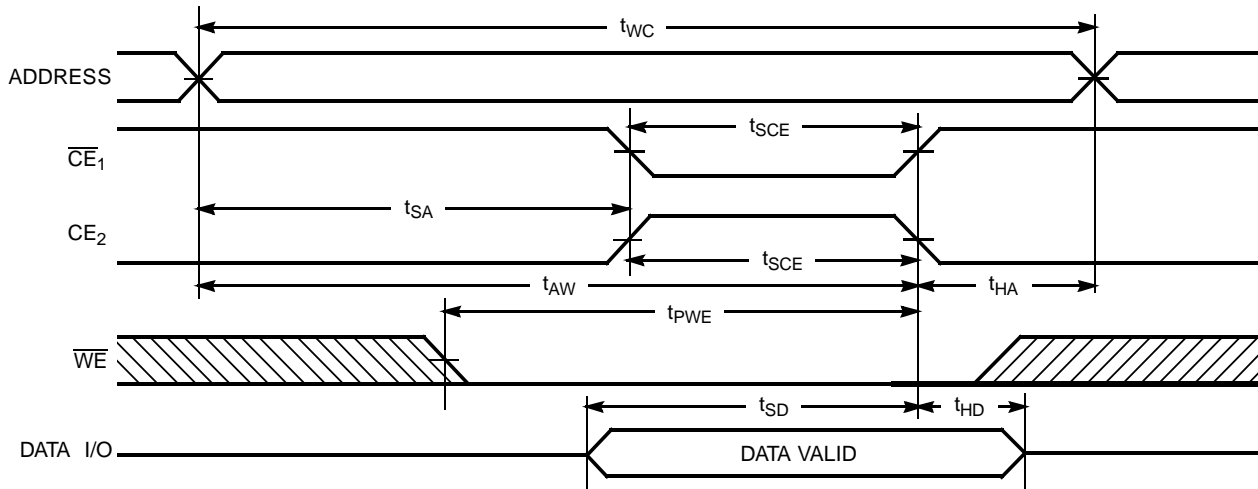 tWC
ADDRESS
tSCE
CE1
tSA
CE2
tSCE
tAW
tHA
tPWE
WE
tSD
tHD
DATA I/O
DATA VALID